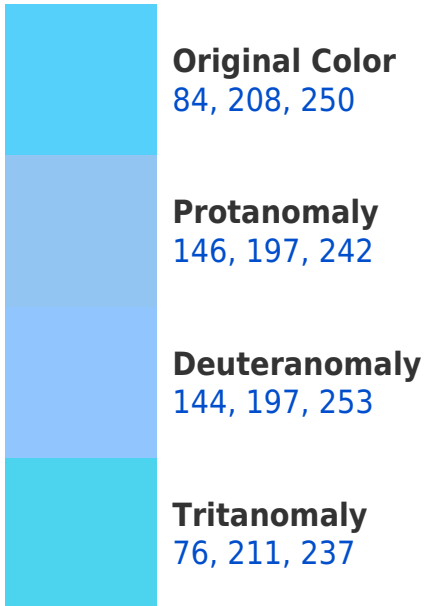 Original Color
84, 208, 250
Protanomaly
146, 197, 242
Deuteranomaly
144, 197, 253
Tritanomaly
76, 211, 237